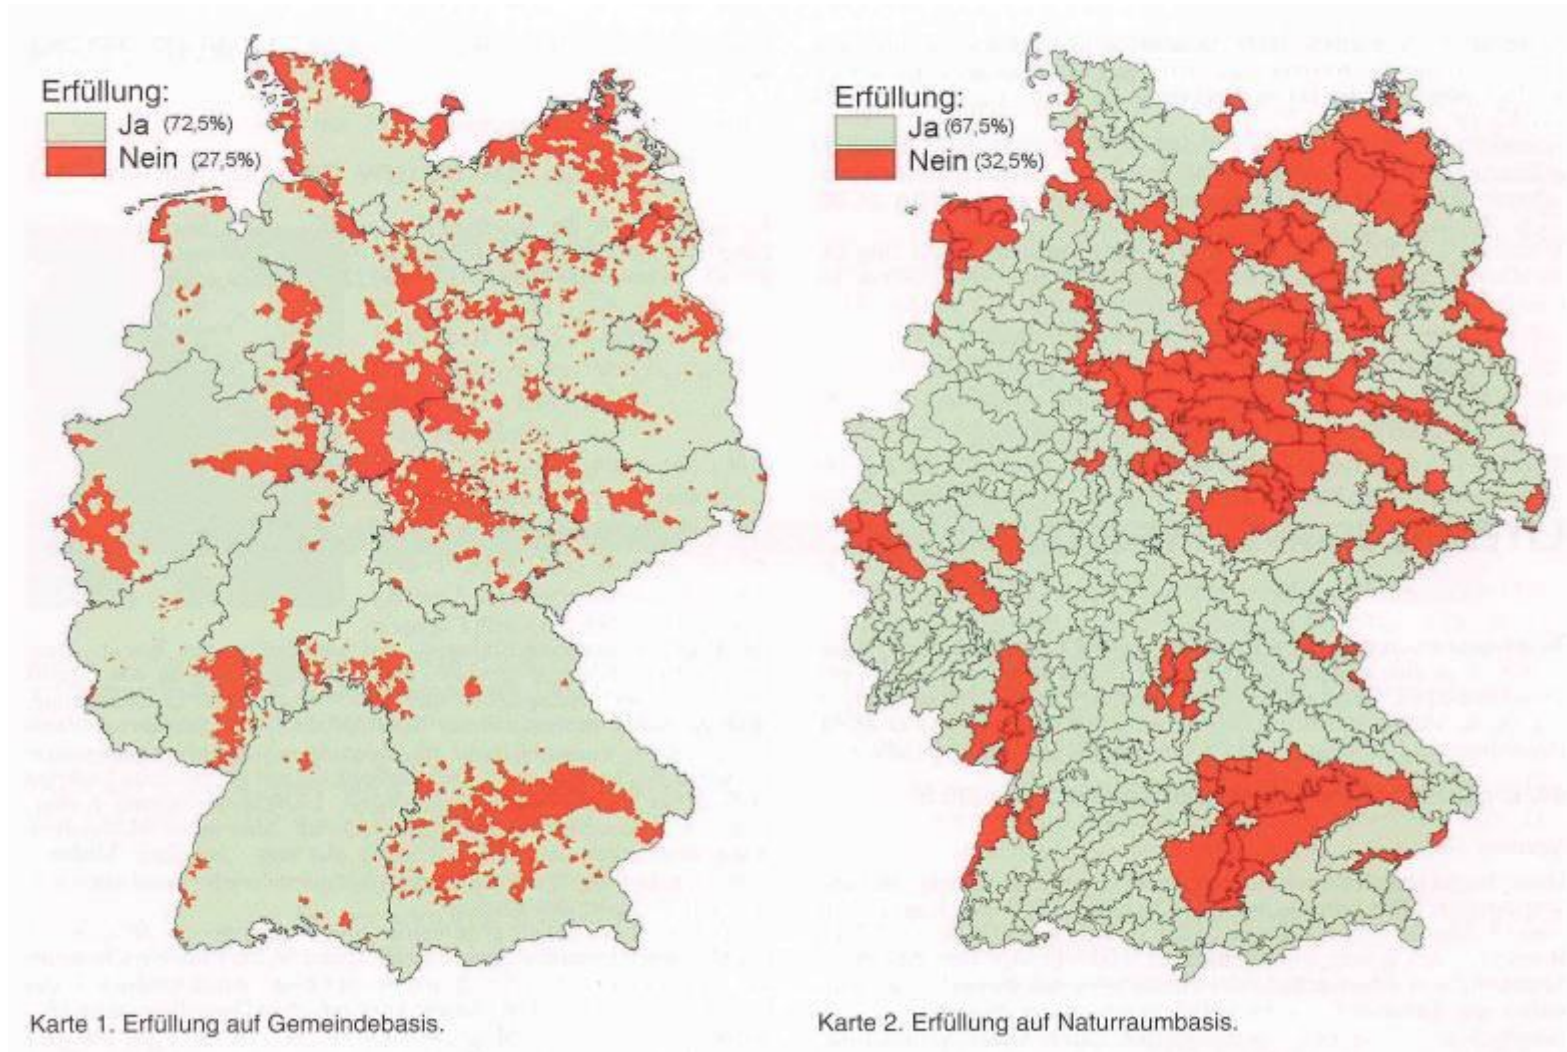 Erfüllung:
Ja (72,5%)
Nein (27,5%)
Erfüllung:
Ja (67,5%)
Nein (32,5%)
Karte 1. Erfüllung auf Gemeindebasis.
Karte 2. Erfüllung auf Naturraumbasis.